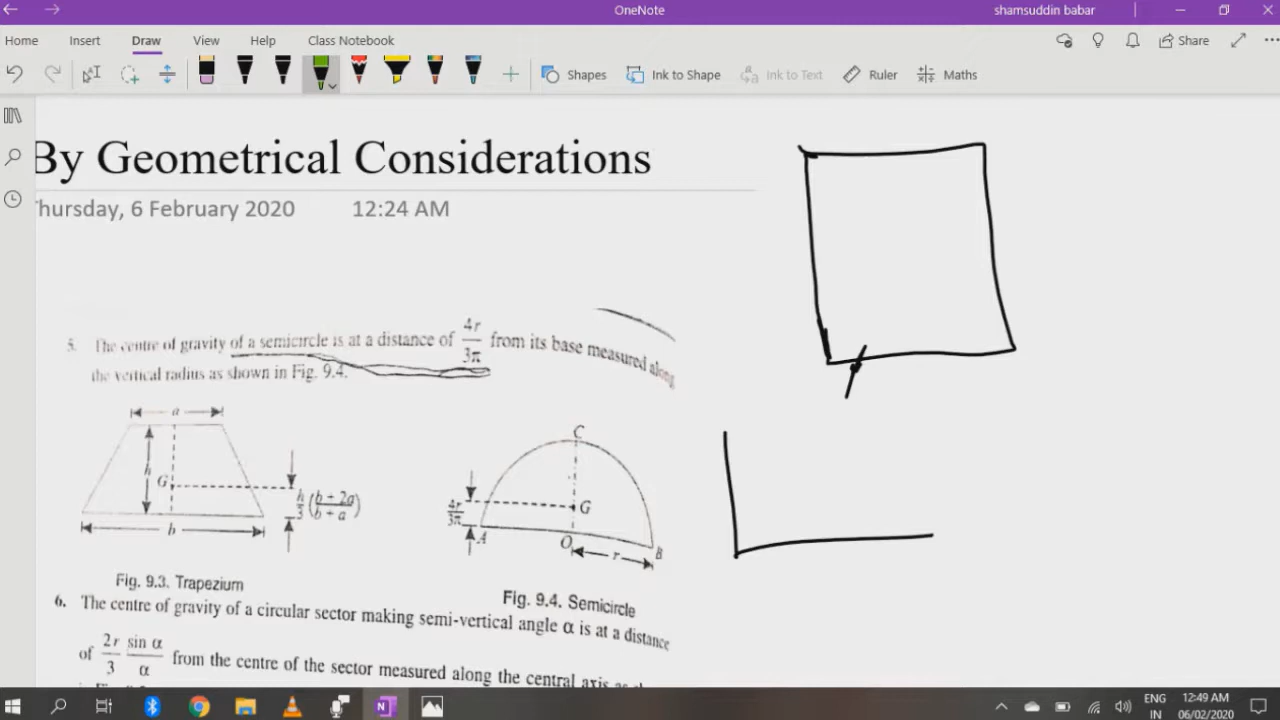 OneNote
shamsuddin babar
Home Insert Draw View Help Class Notebook
Share
Shapes Ink to Shape Ink to Text Ruler Maths
By Geometrical Considerations
Thursday, 6 February 2020 12:24 AM
5. The centre of gravity of a semicircle is at a distance of 4r/3π from its base measured along
the vertical radius as shown in Fig. 9.4.
a
h
G
b
h/3 (b + 2a / b + a)
C
4r/3π
G
A
O
r
B
Fig. 9.3. Trapezium
Fig. 9.4. Semicircle
6. The centre of gravity of a circular sector making semi-vertical angle α is at a distance
of 2r/3 sin α/α from the centre of the sector measured along the central axis as
ENG
IN
12:49 AM
06/02/2020